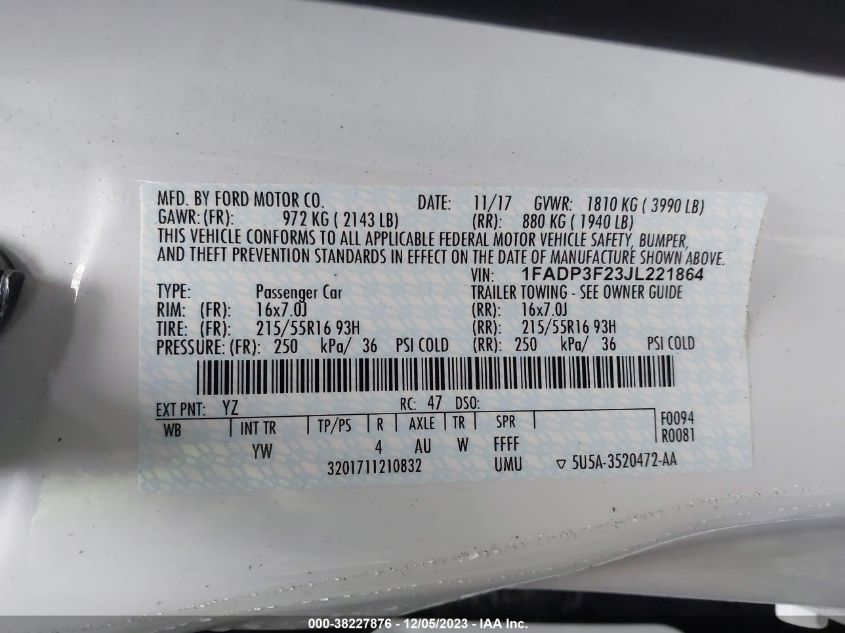 MFD. BY FORD MOTOR CO. DATE: 11/17 GVWR: 1810 KG ( 3990 LB)
GAWR: (FR): 972 KG ( 2143 LB) (RR): 880 KG ( 1940 LB)
THIS VEHICLE CONFORMS TO ALL APPLICABLE FEDERAL MOTOR VEHICLE SAFETY, BUMPER,
AND THEFT PREVENTION STANDARDS IN EFFECT ON THE DATE OF MANUFACTURE SHOWN ABOVE.
VIN: 1FADP3F23JL221864
TYPE: Passenger Car TRAILER TOWING - SEE OWNER GUIDE
RIM: (FR): 16x7.0J (RR): 16x7.0J
TIRE: (FR): 215/55R16 93H (RR): 215/55R16 93H
PRESSURE: (FR): 250 kPa/ 36 PSI COLD (RR): 250 kPa/ 36 PSI COLD
EXT PNT: YZ RC: 47 DSO:
WB INT TR TP/PS R AXLE TR SPR F0094
YW 4 AU W FFFF R0081
3201711210832 UMU ▽ 5U5A-3520472-AA
000-38227876 - 12/05/2023 - IAA Inc.